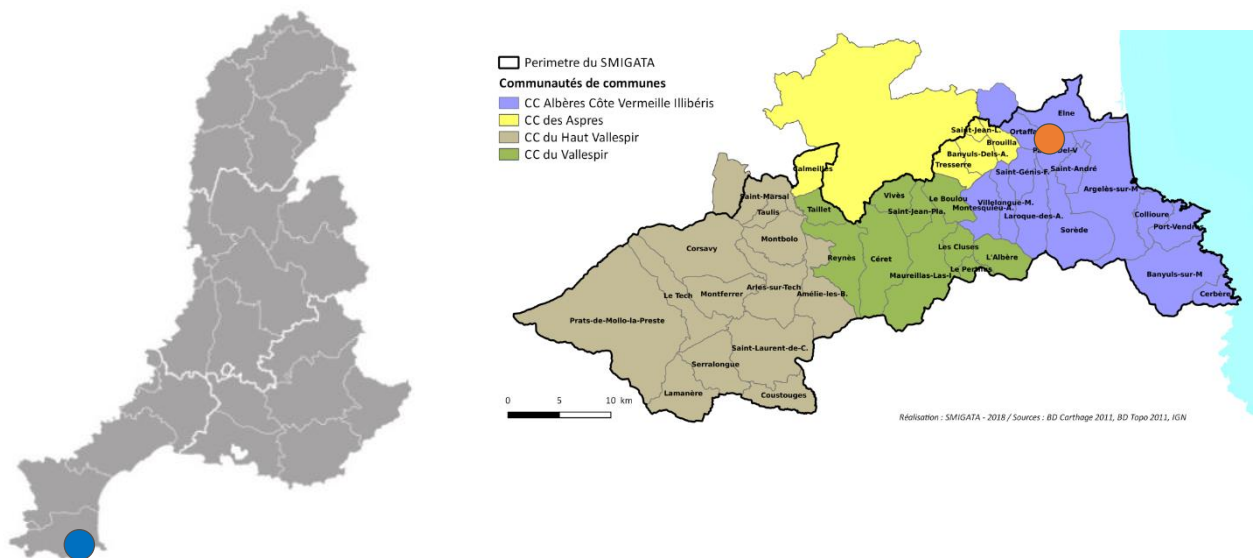 Perimetre du SMIGATA
Communautés de communes
CC Albères Côte Vermeille Illibéris
CC des Aspres
CC du Haut Vallespir
CC du Vallespir
Elne
Saint-Jean-L.
Ortaffa
Brouilla
Banyuls-Dels-A.
Tresserre
Calmeilles
Saint-Génis-F.
Saint-André
Argelès-sur-M
Saint-Marsal
Taillet
Vivès
Le Boulou
Villelongue-M.
Montesquieu-A.
Saint-Jean-Pla.
Laroque-des-A.
Collioure
Taulis
Port-Vendres
Sorède
Montbolo
Corsavy
Les Cluses
L'Albère
Reynès
Céret
Le Perthus
Maureillas-Las-I.
Banyuls-sur-M
Arles-sur-Tech
Le Tech
Montferrer
Amélie-les-B.
Cerbère
Prats-de-Mollo-la-Preste
Saint-Laurent-de-C.
Serralongue
Lamanère
Coustouges
0 5 10 km
Réalisation : SMIGATA - 2018 / Sources : BD Carthage 2011, BD Topo 2011, IGN